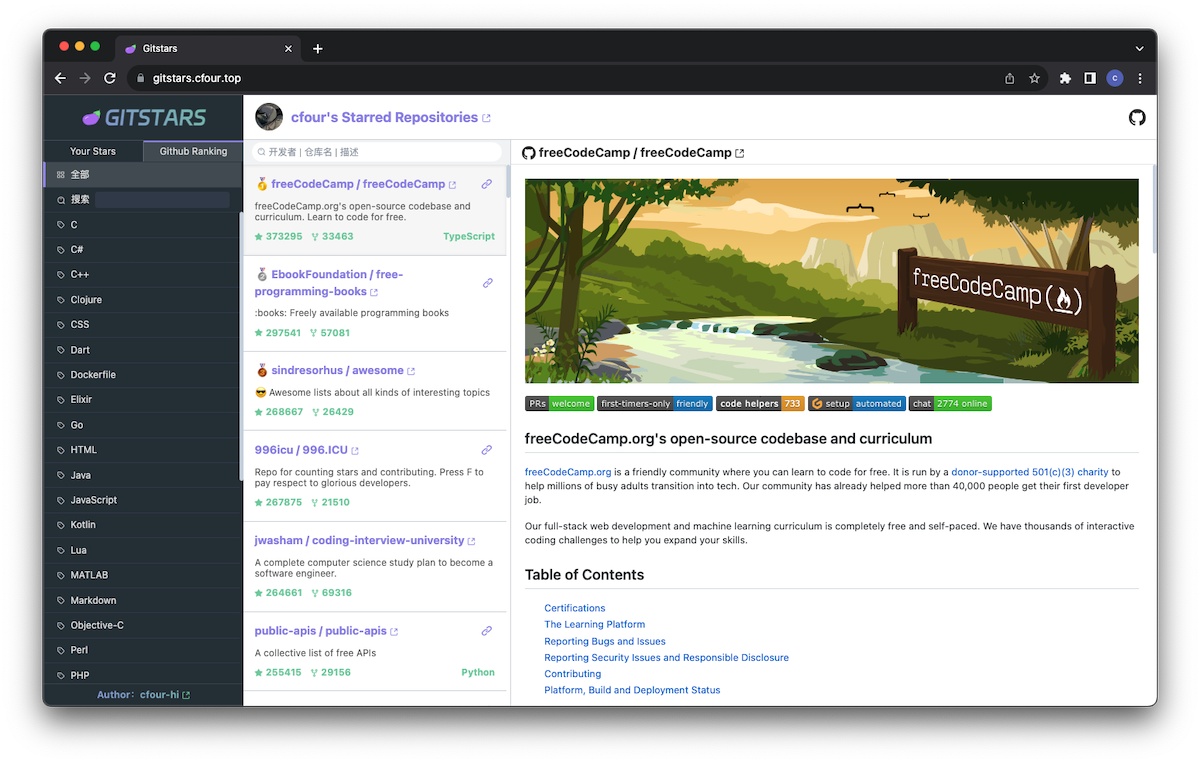 Gitstars
gitstars.cfour.top
C
GITSTARS
Your Stars
Github Ranking
全部
搜索
C
C#
C++
Clojure
CSS
Dart
Dockerfile
Elixir
Go
HTML
Java
JavaScript
Kotlin
Lua
MATLAB
Markdown
Objective-C
Perl
PHP
Author：cfour-hi
cfour's Starred Repositories
开发者 | 仓库名 | 描述
freeCodeCamp / freeCodeCamp
freeCodeCamp.org's open-source codebase and
curriculum. Learn to code for free.
373295 33463 TypeScript
EbookFoundation / free-
programming-books
:books: Freely available programming books
297541 57081
sindresorhus / awesome
😎 Awesome lists about all kinds of interesting topics
268667 26429
996icu / 996.ICU
Repo for counting stars and contributing. Press F to
pay respect to glorious developers.
267875 21510
jwasham / coding-interview-university
A complete computer science study plan to become a
software engineer.
264661 69316
public-apis / public-apis
A collective list of free APIs
255415 29156 Python
freeCodeCamp / freeCodeCamp
freeCodeCamp
PRs welcome first-timers-only friendly code helpers 733 setup automated chat 2774 online
freeCodeCamp.org's open-source codebase and curriculum
freeCodeCamp.org is a friendly community where you can learn to code for free. It is run by a donor-supported 501(c)(3) charity to
help millions of busy adults transition into tech. Our community has already helped more than 40,000 people get their first developer
job.
Our full-stack web development and machine learning curriculum is completely free and self-paced. We have thousands of interactive
coding challenges to help you expand your skills.
Table of Contents
Certifications
The Learning Platform
Reporting Bugs and Issues
Reporting Security Issues and Responsible Disclosure
Contributing
Platform, Build and Deployment Status